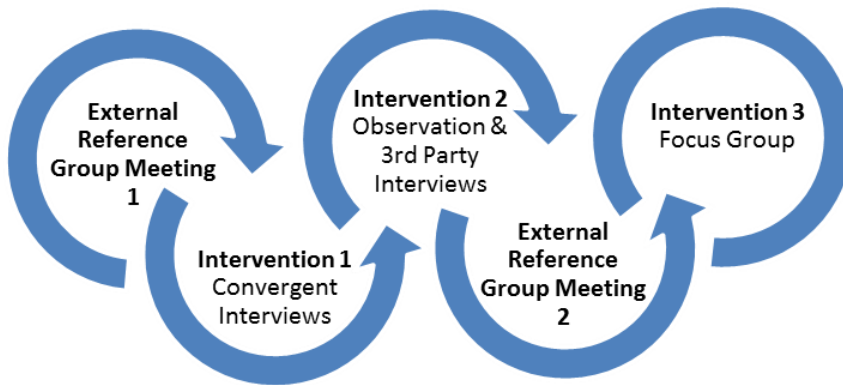 External
Reference
Group Meeting
1
Intervention 1
Convergent
Interviews
Intervention 2
Observation &
3rd Party
Interviews
External
Reference
Group Meeting
2
Intervention 3
Focus Group